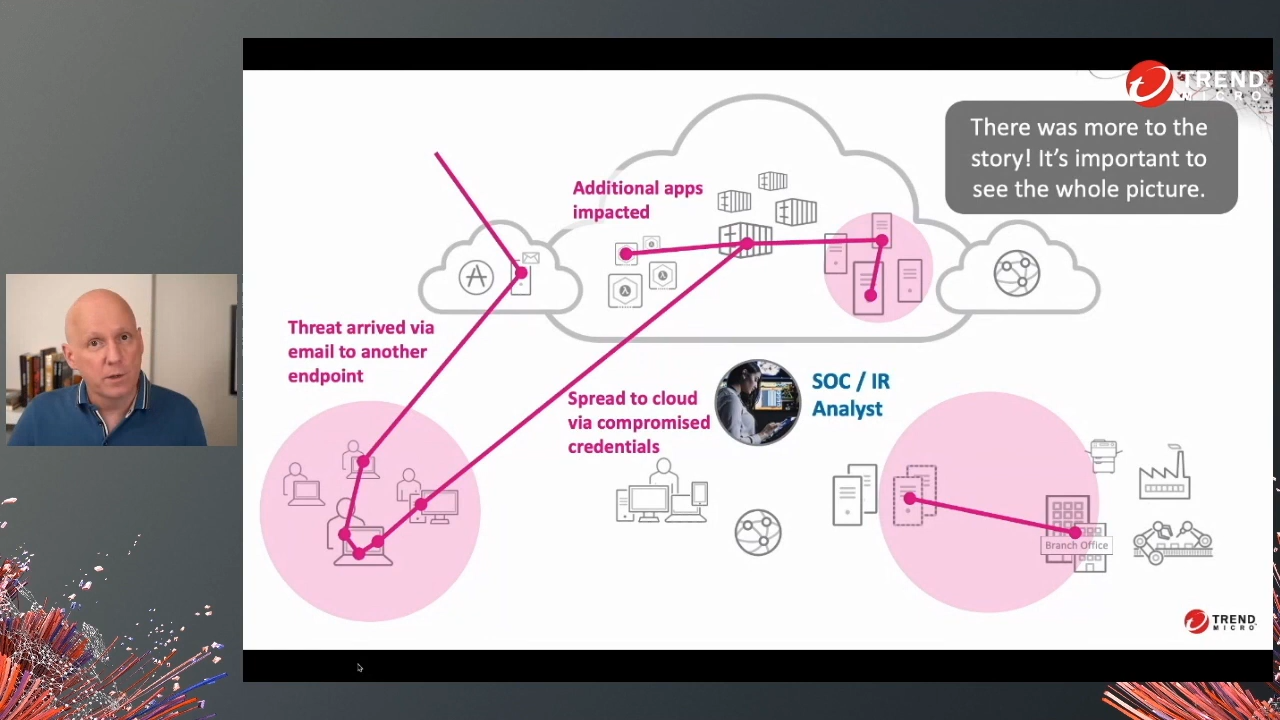 TREND
MICRO
There was more to the
story! It’s important to
see the whole picture.
Additional apps
impacted
Threat arrived via
email to another
endpoint
Spread to cloud
via compromised
credentials
SOC / IR
Analyst
Branch Office
TREND
MICRO